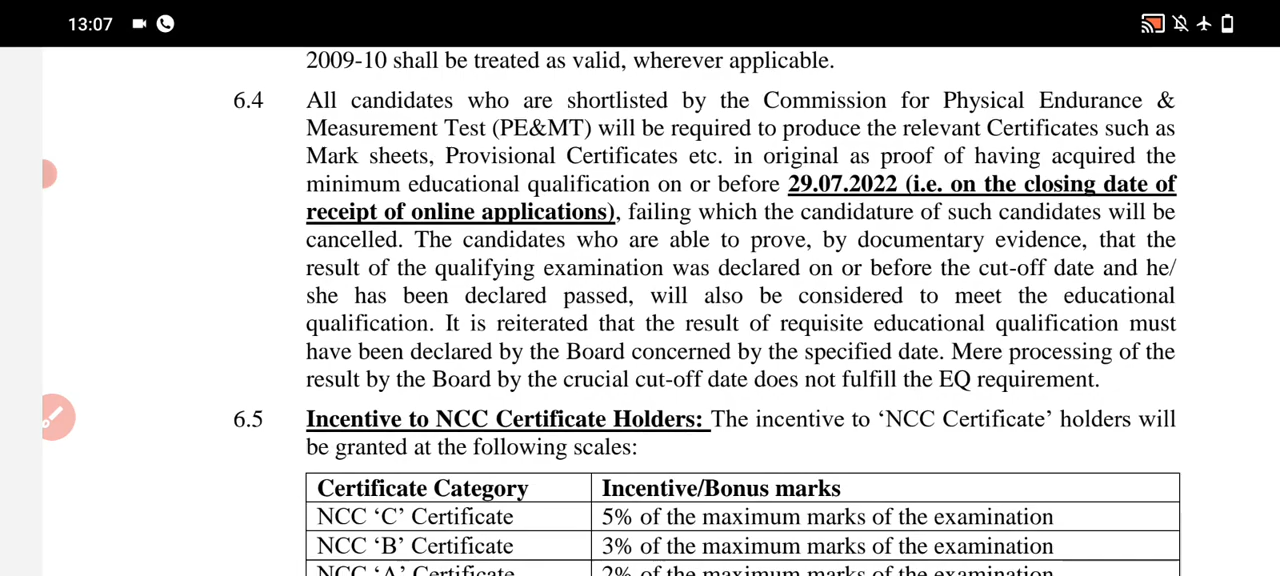 13:07
2009-10 shall be treated as valid, wherever applicable.
6.4 All candidates who are shortlisted by the Commission for Physical Endurance &
Measurement Test (PE&MT) will be required to produce the relevant Certificates such as
Mark sheets, Provisional Certificates etc. in original as proof of having acquired the
minimum educational qualification on or before 29.07.2022 (i.e. on the closing date of
receipt of online applications), failing which the candidature of such candidates will be
cancelled. The candidates who are able to prove, by documentary evidence, that the
result of the qualifying examination was declared on or before the cut-off date and he/
she has been declared passed, will also be considered to meet the educational
qualification. It is reiterated that the result of requisite educational qualification must
have been declared by the Board concerned by the specified date. Mere processing of the
result by the Board by the crucial cut-off date does not fulfill the EQ requirement.
6.5 Incentive to NCC Certificate Holders: The incentive to ‘NCC Certificate’ holders will
be granted at the following scales:
Certificate Category Incentive/Bonus marks
NCC ‘C’ Certificate 5% of the maximum marks of the examination
NCC ‘B’ Certificate 3% of the maximum marks of the examination
NCC ‘A’ Certificate 2% of the maximum marks of the examination